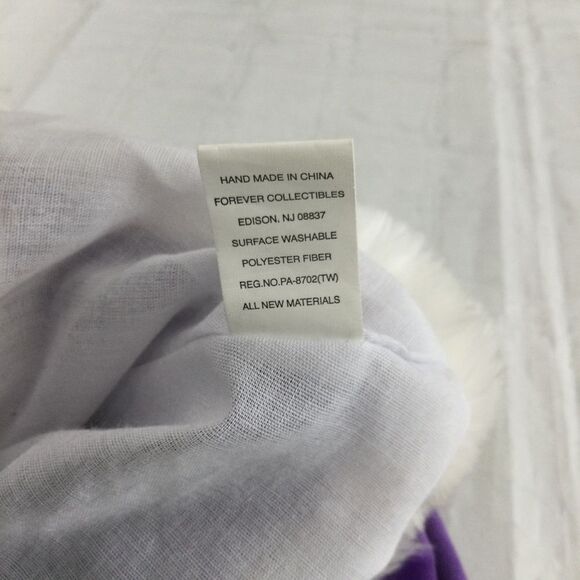 HAND MADE IN CHINA
FOREVER COLLECTIBLES
EDISON, NJ 08837
SURFACE WASHABLE
POLYESTER FIBER
REG.NO.PA-8702(TW)
ALL NEW MATERIALS